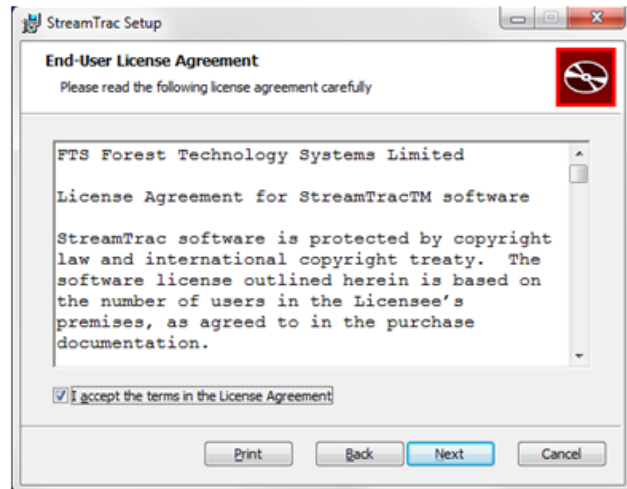 StreamTrac Setup
End-User License Agreement
Please read the following license agreement carefully
FTS Forest Technology Systems Limited
License Agreement for StreamTracTM software
StreamTrac software is protected by copyright
law and international copyright treaty.  The
software license outlined herein is based on
the number of users in the Licensee's
premises, as agreed to in the purchase
documentation.
I accept the terms in the License Agreement
Print Back Next Cancel